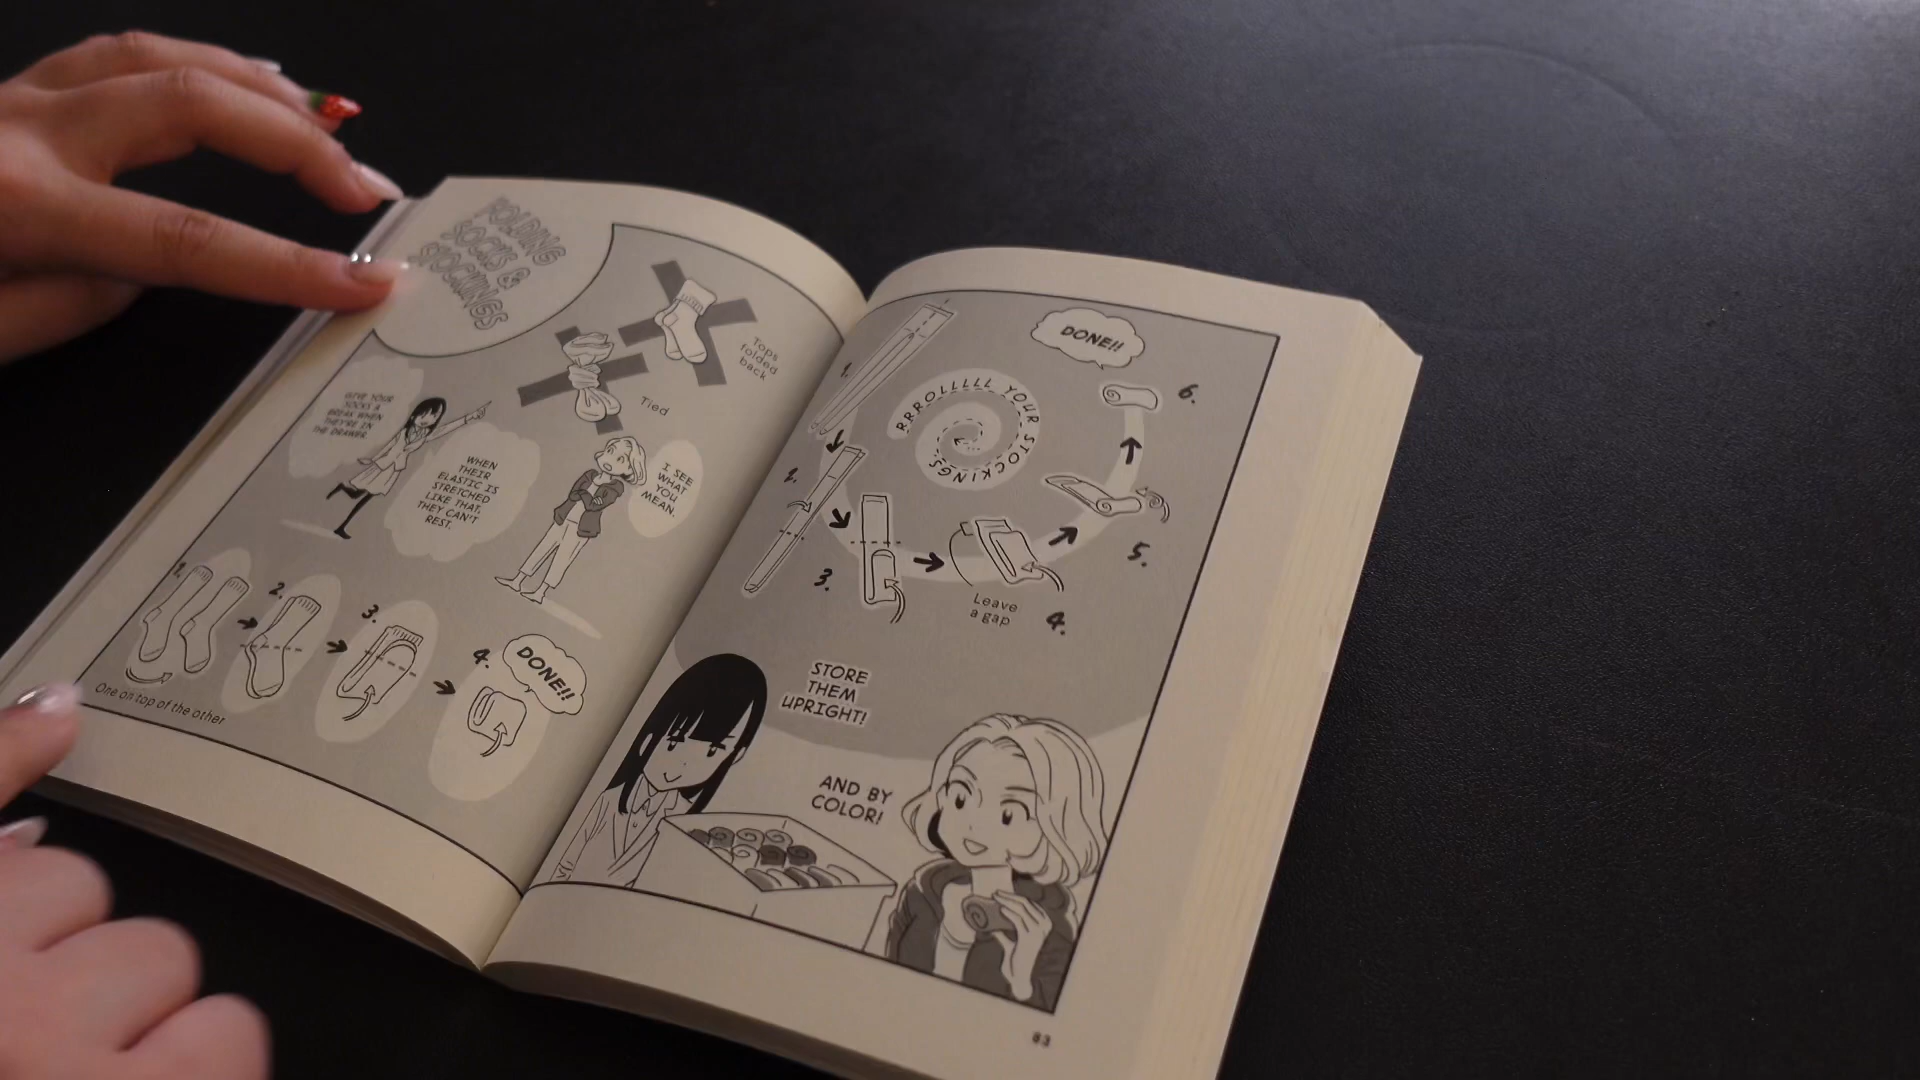 FOLDING
SOCKS &
STOCKINGS
Tops
folded
back
Tied
GIVE YOUR
SOCKS A
BREAK WHEN
THEY'RE IN
THE DRAWER.
WHEN
THEIR
ELASTIC IS
STRETCHED
LIKE THAT,
THEY CAN'T
REST.
I SEE
WHAT
YOU
MEAN.
1.
2.
3.
4.
DONE!!
One on top of the other
1.
2.
3.
Leave
a gap
4.
5.
6.
DONE!!
RRROLLLLL YOUR STOCKINGS...
STORE
THEM
UPRIGHT!
AND BY
COLOR!
83